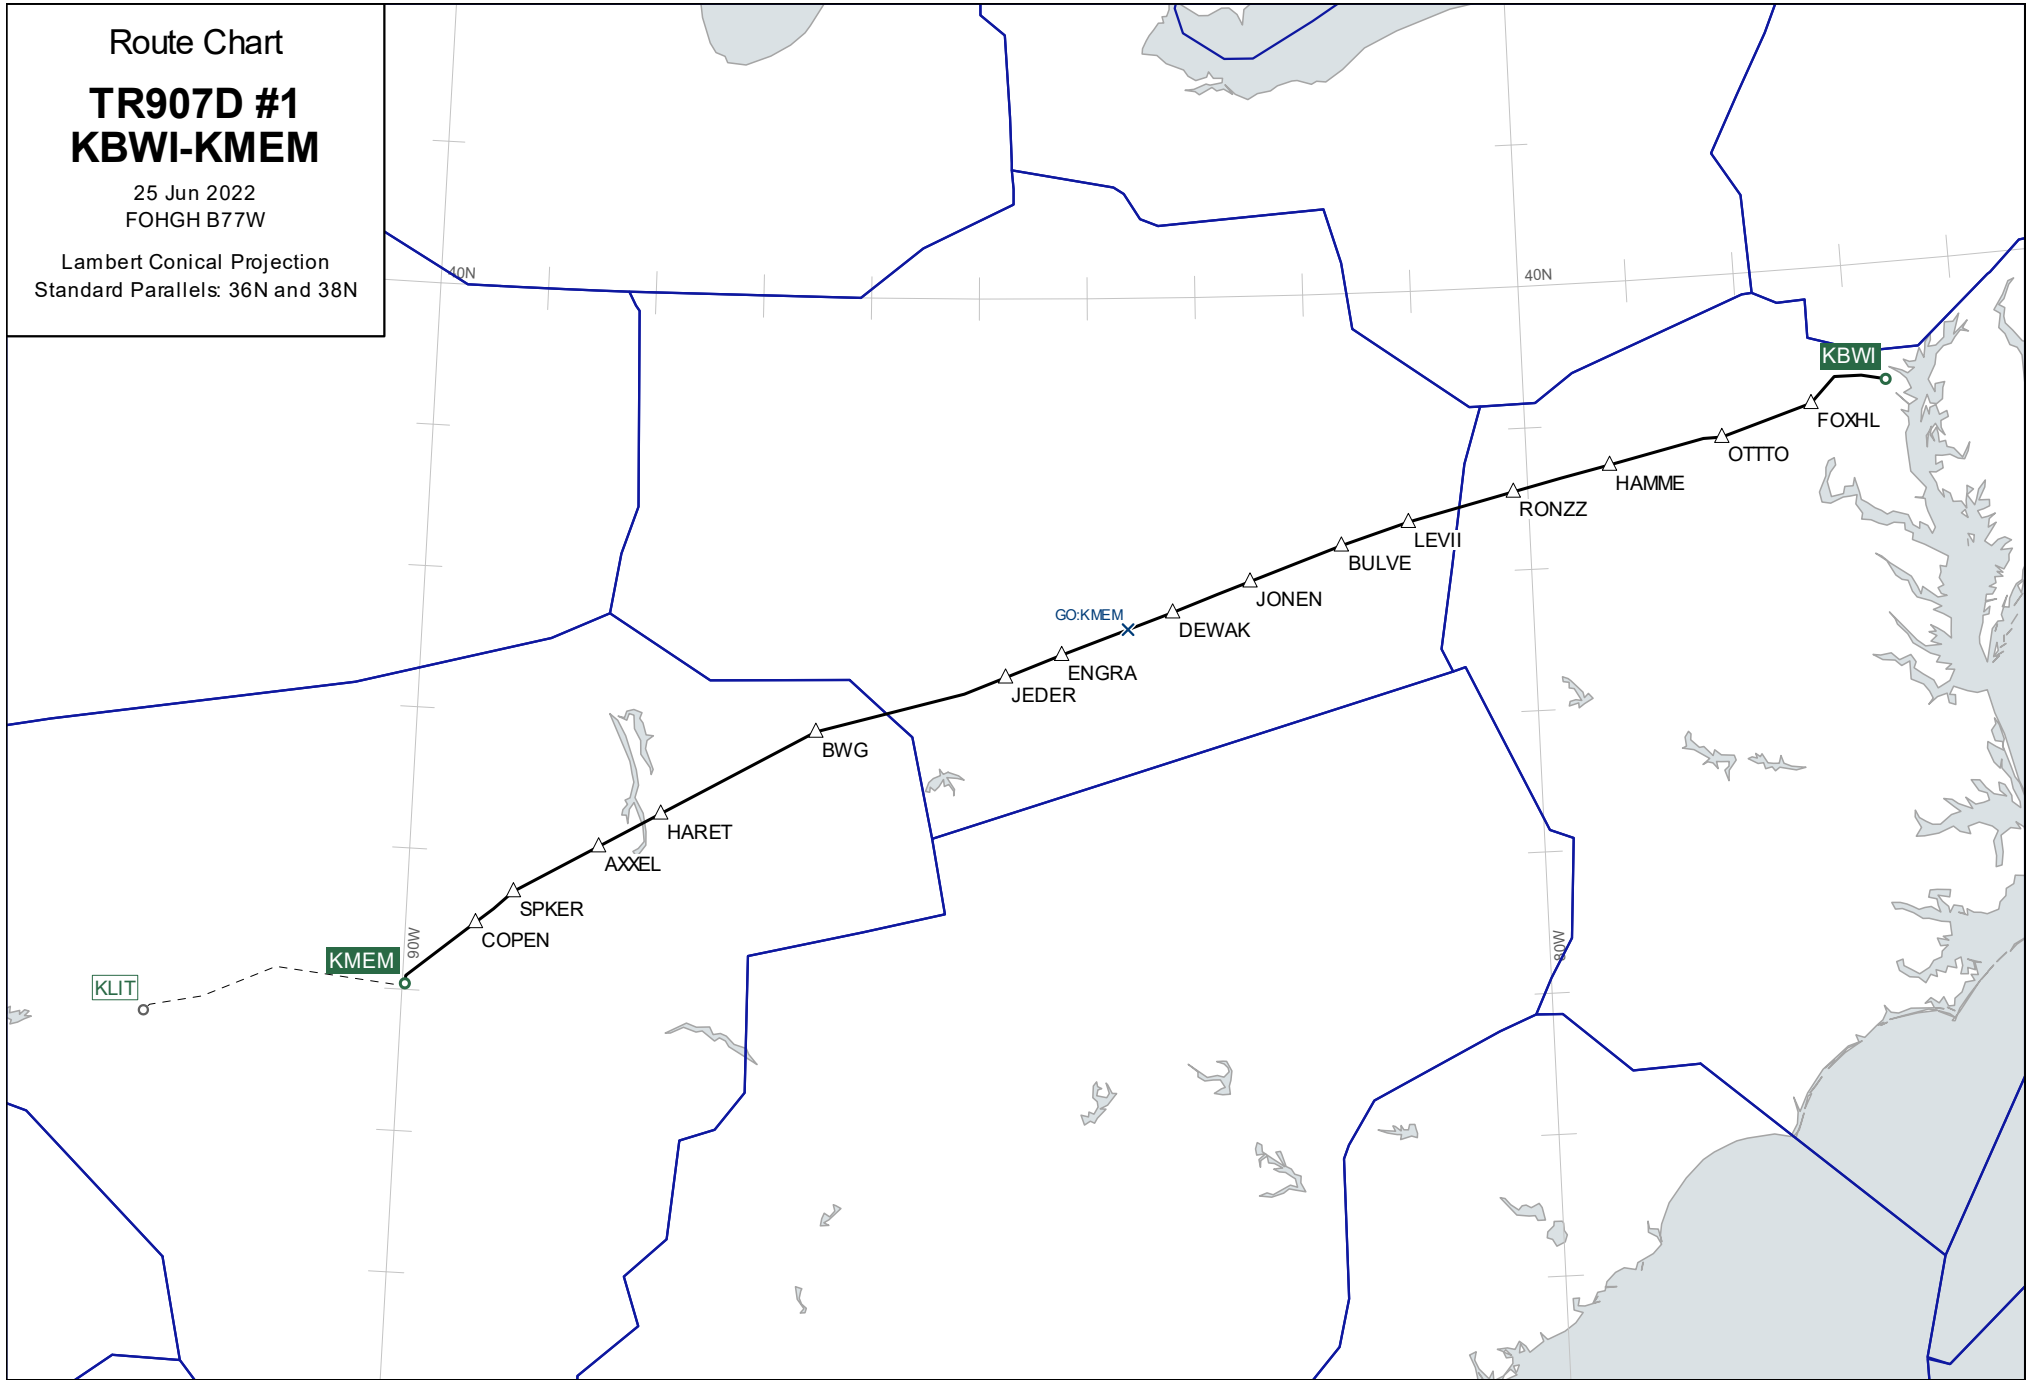 Route Chart
TR907D #1
KBWI-KMEM
25 Jun 2022
FOHGH B77W
Lambert Conical Projection
Standard Parallels: 36N and 38N
40N
40N
KBWI
FOXHL
OTTTO
HAMME
RONZZ
LEVII
BULVE
JONEN
GO:KMEM
DEWAK
ENGRA
JEDER
BWG
HARET
AXXEL
SPKER
COPEN
90W
80W
KMEM
KLIT